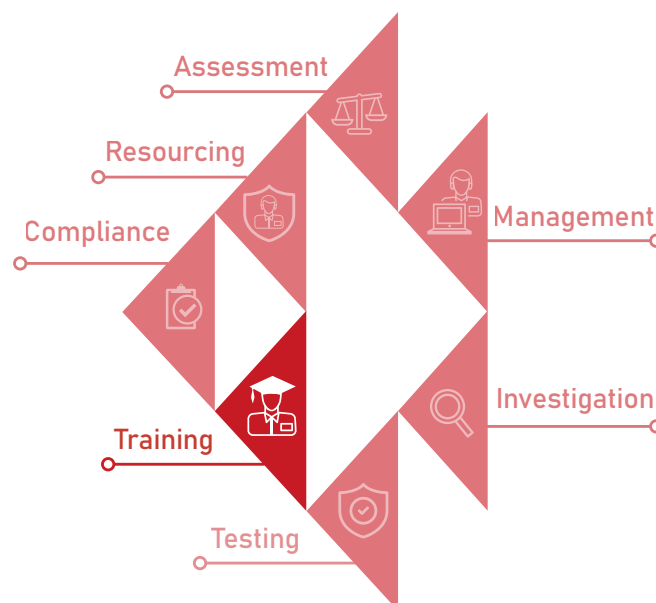 Assessment
Resourcing
Management
Compliance
Investigation
Training
Testing